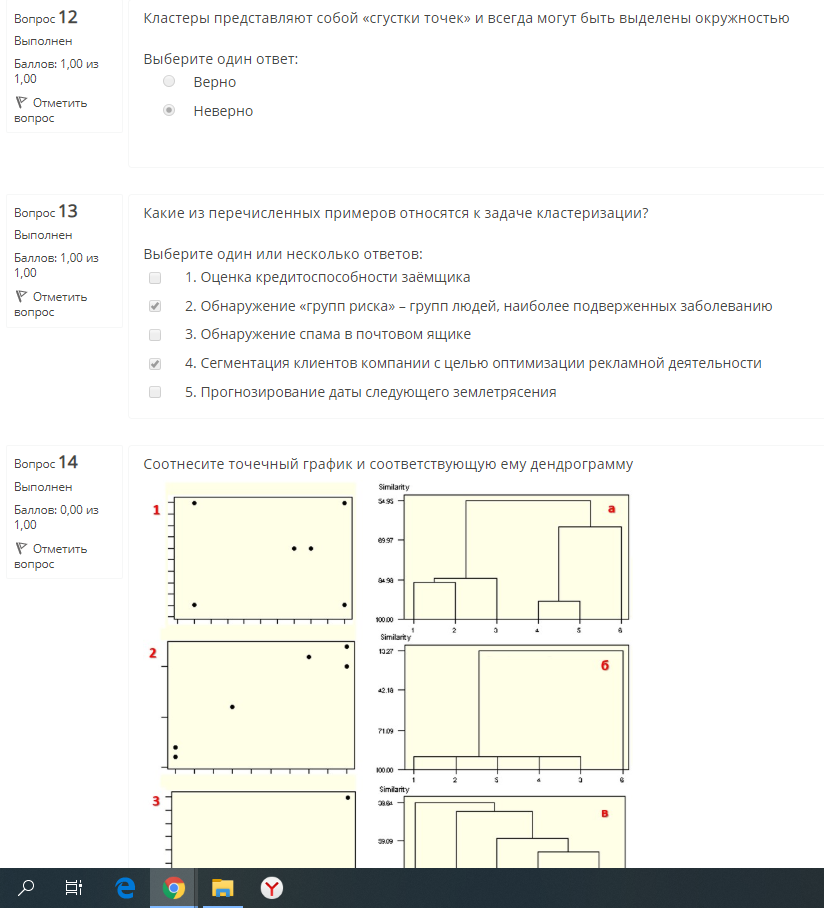 Вопрос 12
Выполнен
Баллов: 1,00 из
1,00
Отметить
вопрос
Кластеры представляют собой «сгустки точек» и всегда могут быть выделены окружностью
Выберите один ответ:
Верно
Неверно
Вопрос 13
Выполнен
Баллов: 1,00 из
1,00
Отметить
вопрос
Какие из перечисленных примеров относятся к задаче кластеризации?
Выберите один или несколько ответов:
1. Оценка кредитоспособности заёмщика
2. Обнаружение «групп риска» – групп людей, наиболее подверженных заболеванию
3. Обнаружение спама в почтовом ящике
4. Сегментация клиентов компании с целью оптимизации рекламной деятельности
5. Прогнозирование даты следующего землетрясения
Вопрос 14
Выполнен
Баллов: 0,00 из
1,00
Отметить
вопрос
Соотнесите точечный график и соответствующую ему дендрограмму
1
Similarity
54.95
69.97
84.98
100.00
а
1 2 3 4 5 6
2
Similarity
13.27
42.18
71.09
100.00
б
1 2 5 4 3 6
3
Similarity
38.64
59.09
в